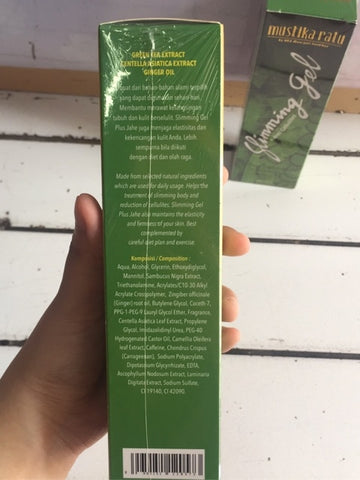 GREEN TEA EXTRACT
CENTELLA ASIATICA EXTRACT
GINGER OIL
dari bahan-bahan alami terpilih
yang dapat digunakan sehari-hari.
Membantu merawat kelangsingan
tubuh dan kulit berselulit. Slimming Gel
Plus Jahe juga menjaga elastisitas dan
kekencangan kulit Anda. Lebih
sempurna bila diikuti
dengan diet dan olah raga.
Made from selected natural ingredients
which are used for daily usage. Helps the
treatment of slimming body and
reduction of cellulites. Slimming Gel
Plus Jahe also maintains the elasticity
and firmness of your skin. Best
complemented by
careful diet plan and exercise.
Komposisi / Composition :
Aqua, Alcohol, Glycerin, Ethoxydiglycol,
Mannitol, Sambucus Nigra Extract,
Triethanolamine, Acrylates/C10-30 Alkyl
Acrylate Crosspolymer, Zingiber officinale
(Ginger) root oil, Butylene Glycol, Ceteth-7,
PPG-1-PEG-9 Lauryl Glycol Ether, Fragrance,
Centella Asiatica Leaf Extract, Propylene
Glycol, Imidazolidinyl Urea, PEG-40
Hydrogenated Castor Oil, Camellia Oleifera
leaf Extract, Caffeine, Chondrus Crispus
(Carrageenan), Sodium Polyacrylate,
Dipotassium Glycyrrhizate, EDTA,
Ascophyllum Nodosum Extract, Laminaria
Digitata Extract, Sodium Sulfate,
CI 19140, CI 42090.
mustika ratu
Slimming Gel